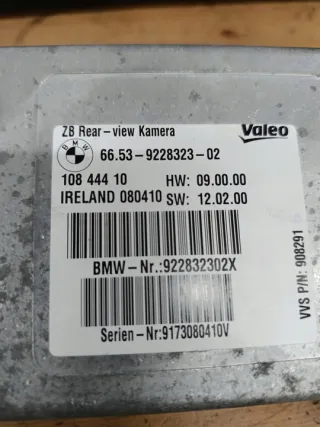 ZB Rear-view Kamera
Valeo
BMW
66.53-9228323-02
108 444 10 HW: 09.00.00
IRELAND 080410 SW: 12.02.00
BMW-Nr.:922832302X
Serien-Nr:9173080410V
VVS P/N: 908291